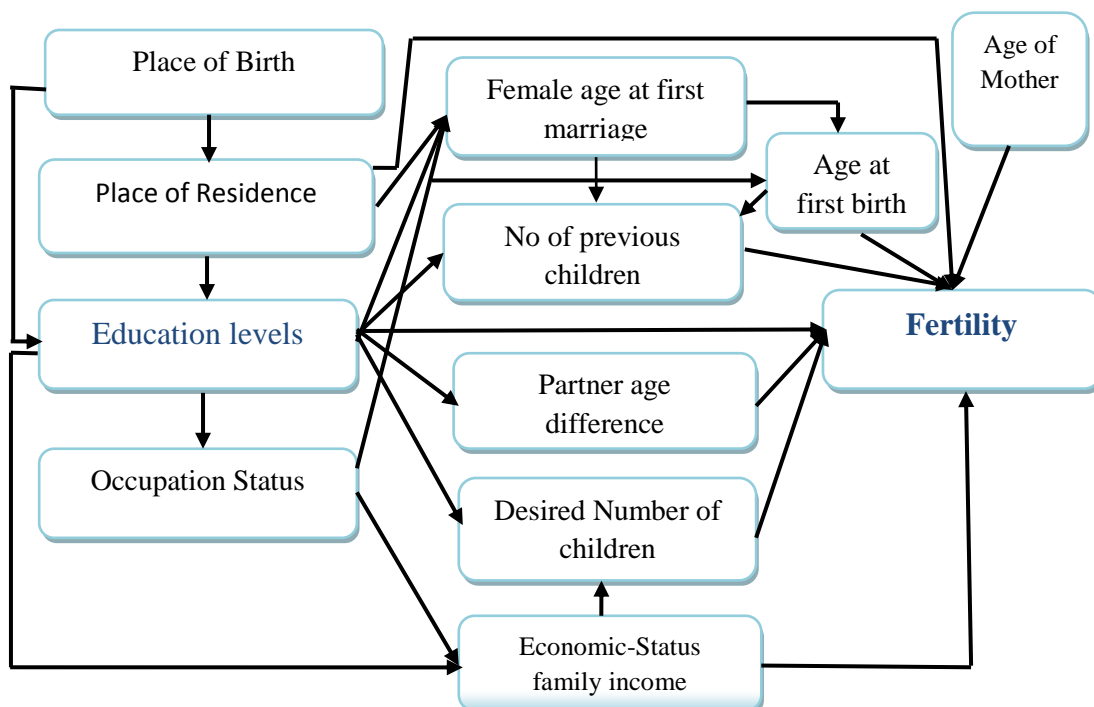 Place of Birth
Place of Residence
Education levels
Occupation Status
Female age at first
marriage
No of previous
children
Partner age
difference
Desired Number of
children
Economic-Status
family income
Age at
first birth
Age of
Mother
Fertility